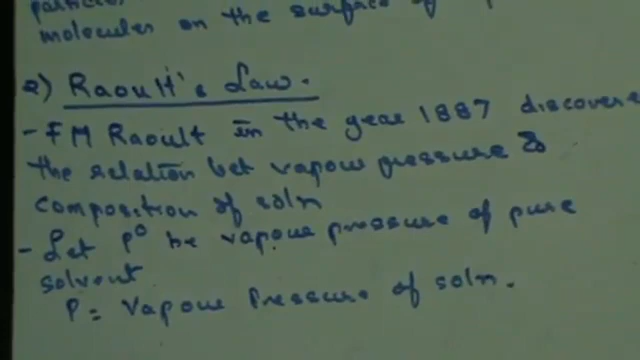 molecules on the surface of
2) Raoult's Law.
- FM Raoult in the year 1887 discovere
the relation bet vapour pressure &
composition of soln
- Let P° be vapour pressure of pure
solvent
P = Vapour Pressure of soln.